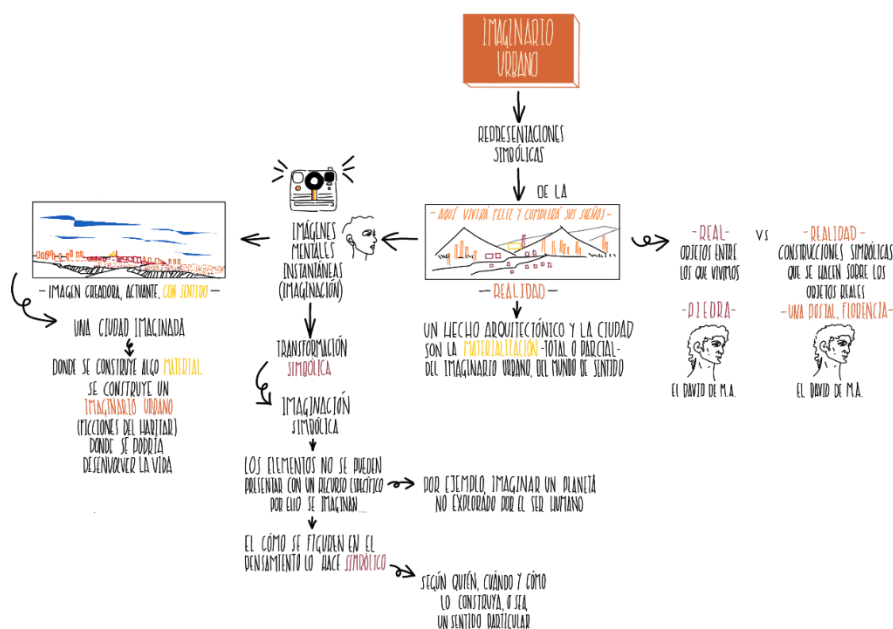 IMAGINARIO
URBANO
REPRESENTACIONES
SIMBÓLICAS
DE LA
- AQUÍ VIVIRÁ FELIZ Y CUMPLIRÁ SUS SUEÑOS -
- REALIDAD -
UN HECHO ARQUITECTÓNICO Y LA CIUDAD
SON LA MATERIALIZACIÓN -TOTAL O PARCIAL-
DEL IMAGINARIO URBANO, DEL MUNDO DE SENTIDO
- REAL -
OBJETOS ENTRE
LOS QUE VIVIMOS
VS
- REALIDAD -
CONSTRUCCIONES SIMBÓLICAS
QUE SE HACEN SOBRE LOS
OBJETOS REALES
- PIEDRA -
EL DAVID DE M.A.
- UNA POSTAL, FLORENCIA -
EL DAVID DE M.A.
IMÁGENES
MENTALES
INSTANTÁNEAS
(IMAGINACIÓN)
TRANSFORMACIÓN
SIMBÓLICA
IMAGINACIÓN
SIMBÓLICA
LOS ELEMENTOS NO SE PUEDEN
PRESENTAR CON UN RECURSO ESPECÍFICO
POR ELLO SE IMAGINAN...
POR EJEMPLO, IMAGINAR UN PLANETA
NO EXPLORADO POR EL SER HUMANO
EL CÓMO SE FIGUREN EN EL
PENSAMIENTO LO HACE SIMBÓLICO
SEGÚN QUIÉN, CUÁNDO Y CÓMO
LO CONSTRUYA, O SEA,
UN SENTIDO PARTICULAR
- IMAGEN CREADORA, ACTUANTE, CON SENTIDO -
UNA CIUDAD IMAGINADA
DONDE SE CONSTRUYE ALGO MATERIAL
SE CONSTRUYE UN
IMAGINARIO URBANO
(FICCIONES DEL HABITAR)
DONDE SE PODRÍA
DESENVOLVER LA VIDA